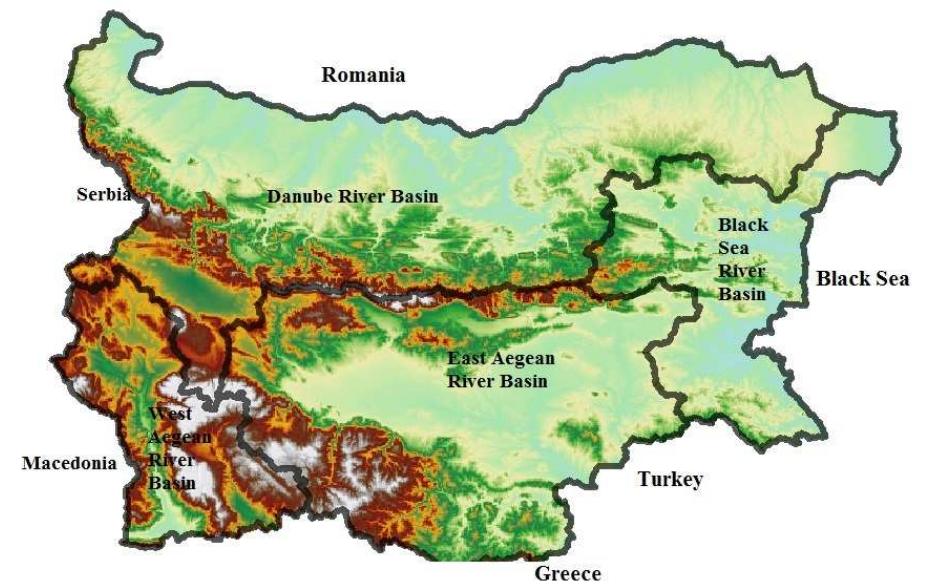 Romania
Serbia
Danube River Basin
Black
Sea
River
Basin
Black Sea
East Aegean
River Basin
West
Aegean
River
Basin
Macedonia
Turkey
Greece